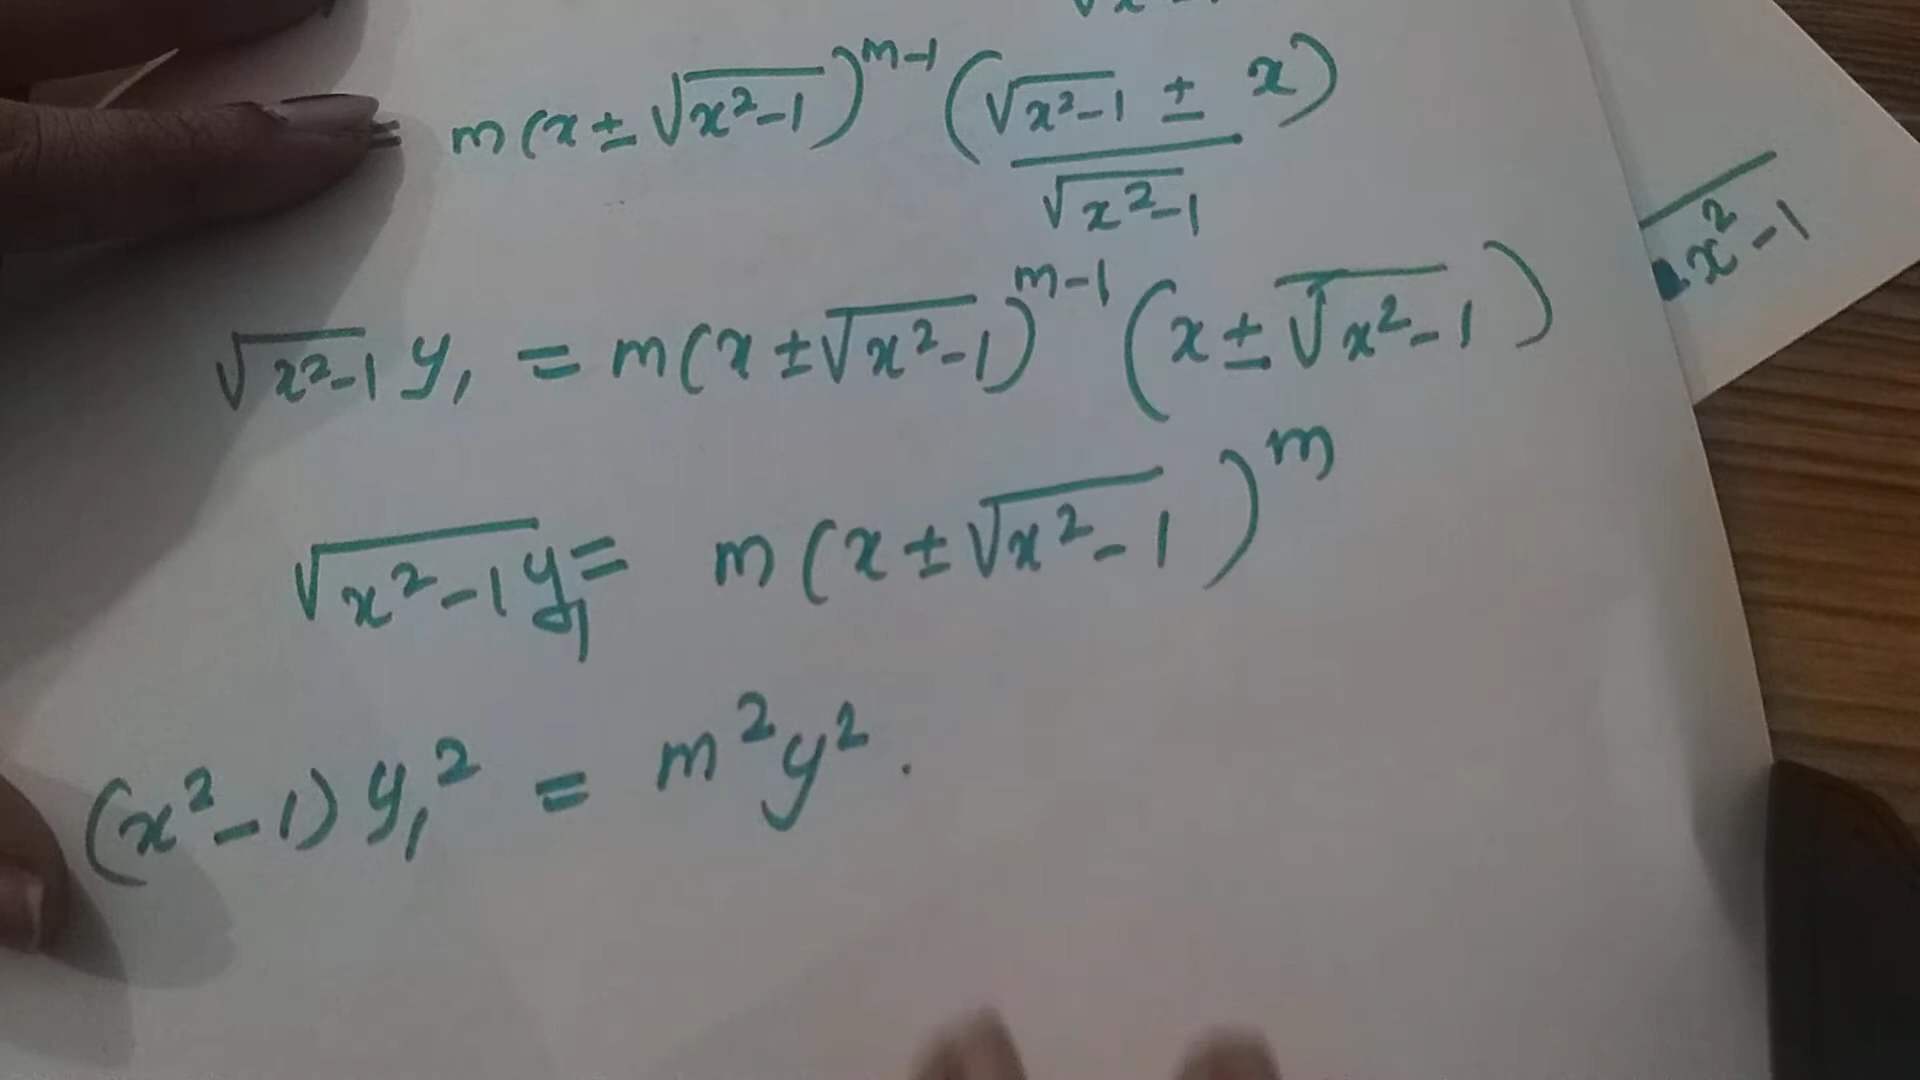 = m(x ± √(x²-1))^(m-1) (√(x²-1) ± x)/√(x²-1)
√(x²-1) y₁ = m(x ± √(x²-1))^(m-1) (x ± √(x²-1))
√(x²-1) y₁ = m(x ± √(x²-1))^m
(x²-1) y₁² = m²y².
x²-1